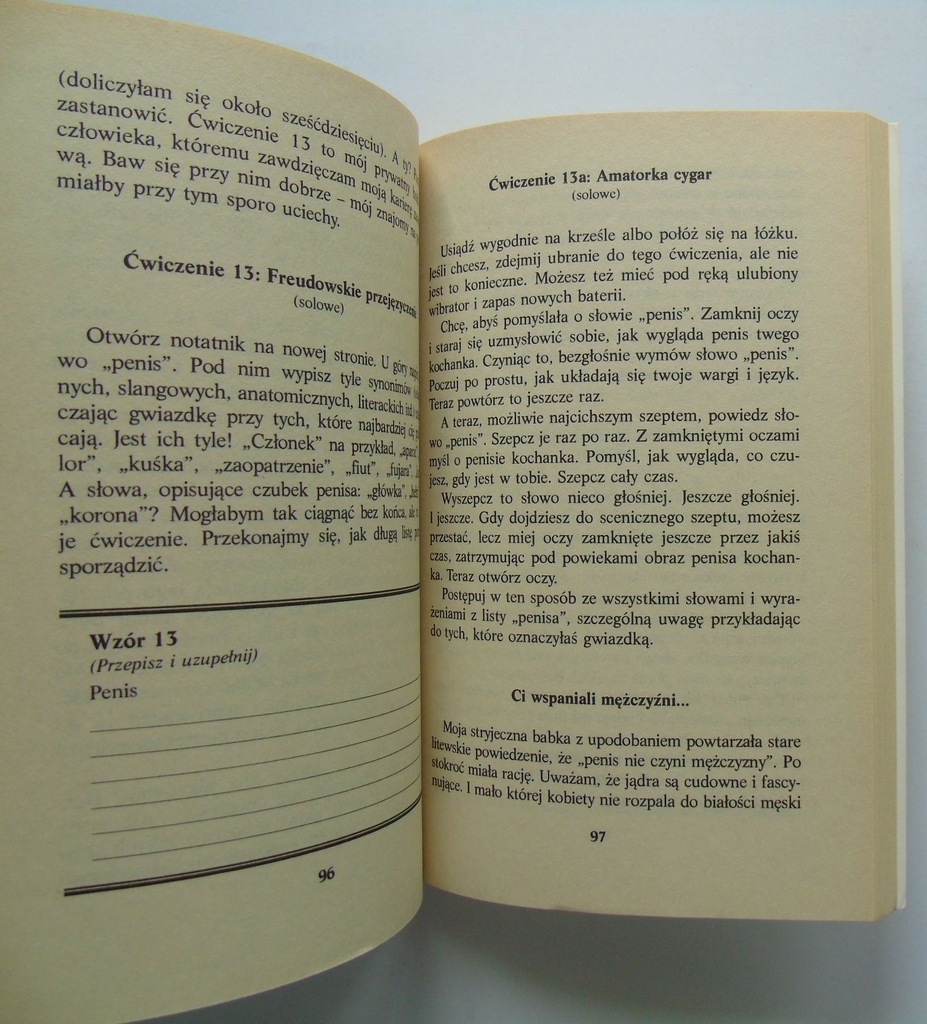 (doliczyłam się około sześćdziesięciu). A ty?
zastanowić. Ćwiczenie 13 to mój prywatny
człowieka, któremu zawdzięczam moją karierę
wą. Baw się przy nim dobrze – mój znajomy na
miałby przy tym sporo uciechy.
Ćwiczenie 13: Freudowskie przejęzyczenie
(solowe)
Otwórz notatnik na nowej stronie. U góry
wo „penis”. Pod nim wypisz tyle synonimów
nych, slangowych, anatomicznych, literackich
czając gwiazdkę przy tych, które najbardziej cię
cają. Jest ich tyle! „Członek” na przykład,
lor”, „kuśka”, „zaopatrzenie”, „fiut”, „fujara”,
A słowa, opisujące czubek penisa: „główka”,
„korona”? Mogłabym tak ciągnąć bez końca, ale
je ćwiczenie. Przekonajmy się, jak długą listę
sporządzić.
Wzór 13
(Przepisz i uzupełnij)
Penis
96
Ćwiczenie 13a: Amatorka cygar
(solowe)
Usiądź wygodnie na krześle albo połóż się na łóżku.
Jeśli chcesz, zdejmij ubranie do tego ćwiczenia, ale nie
jest to konieczne. Możesz też mieć pod ręką ulubiony
wibrator i zapas nowych baterii.
Chcę, abyś pomyślała o słowie „penis”. Zamknij oczy
i staraj się uzmysłowić sobie, jak wygląda penis twego
kochanka. Czyniąc to, bezgłośnie wymów słowo „penis”.
Poczuj po prostu, jak układają się twoje wargi i język.
Teraz powtórz to jeszcze raz.
A teraz, możliwie najcichszym szeptem, powiedz sło-
wo „penis”. Szepcz je raz po raz. Z zamkniętymi oczami
myśl o penisie kochanka. Pomyśl, jak wygląda, co czu-
jesz, gdy jest w tobie. Szepcz cały czas.
Wyszepcz to słowo nieco głośniej. Jeszcze głośniej.
I jeszcze. Gdy dojdziesz do scenicznego szeptu, możesz
przestać, lecz miej oczy zamknięte jeszcze przez jakiś
czas, zatrzymując pod powiekami obraz penisa kochan-
ka. Teraz otwórz oczy.
Postępuj w ten sposób ze wszystkimi słowami i wyra-
żeniami z listy „penisa”, szczególną uwagę przykładając
do tych, które oznaczyłaś gwiazdką.
Ci wspaniali mężczyźni...
Moja stryjeczna babka z upodobaniem powtarzała stare
litewskie powiedzenie, że „penis nie czyni mężczyzny”. Po
stokroć miała rację. Uważam, że jądra są cudowne i fascy-
nujące. I mało której kobiety nie rozpala do białości męski
97